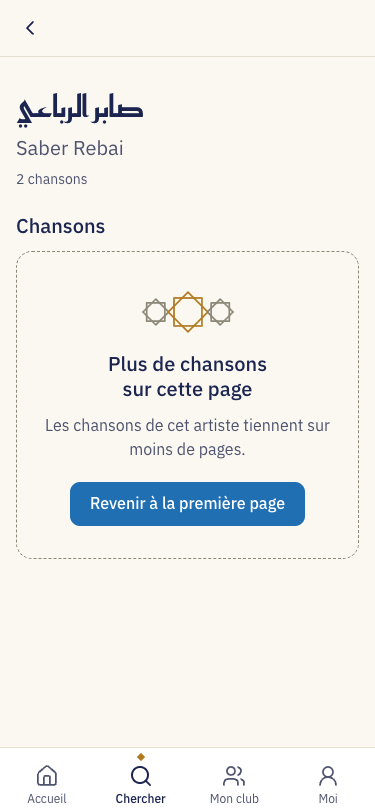 صابر الرباعي
Saber Rebai
2 chansons
Chansons
Plus de chansons
sur cette page
Les chansons de cet artiste tiennent sur
moins de pages.
Revenir à la première page
Accueil
Chercher
Mon club
Moi